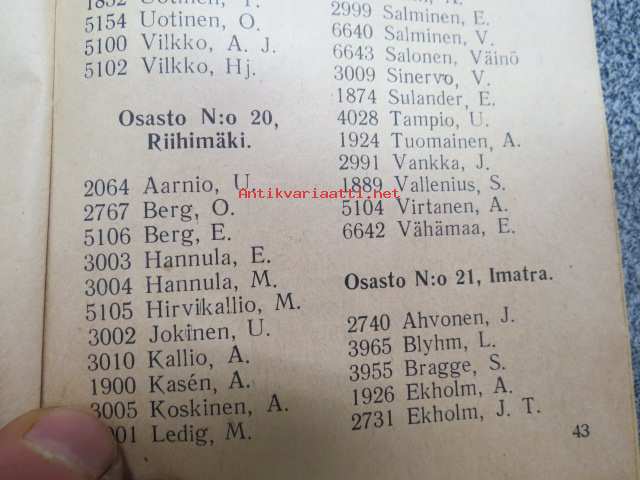 5154 Uotinen, O.
5100 Vilkko, A. J.
5102 Vilkko, Hj.
Osasto N:o 20,
Riihimäki.
2064 Aarnio, U.
2767 Berg, O.
5106 Berg, E.
3003 Hannula, E.
3004 Hannula, M.
5105 Hirvikallio, M.
3002 Jokinen, U.
3010 Kallio, A.
1900 Kasén, A.
3005 Koskinen, A.
Ledig, M.
2999 Salminen, E.
6640 Salminen, V.
6643 Salonen, Väinö
3009 Sinervo, V.
1874 Sulander, E.
4028 Tampio, U.
1924 Tuomainen, A.
2991 Vankka, J.
1889 Vallenius, S.
5104 Virtanen, A.
6642 Vähämaa, E.
Osasto N:o 21, Imatra.
2740 Ahvonen, J.
3965 Blyhm, L.
3955 Bragge, S.
1926 Ekholm, A.
2731 Ekholm, J. T.
43
Antikvariaatti.net